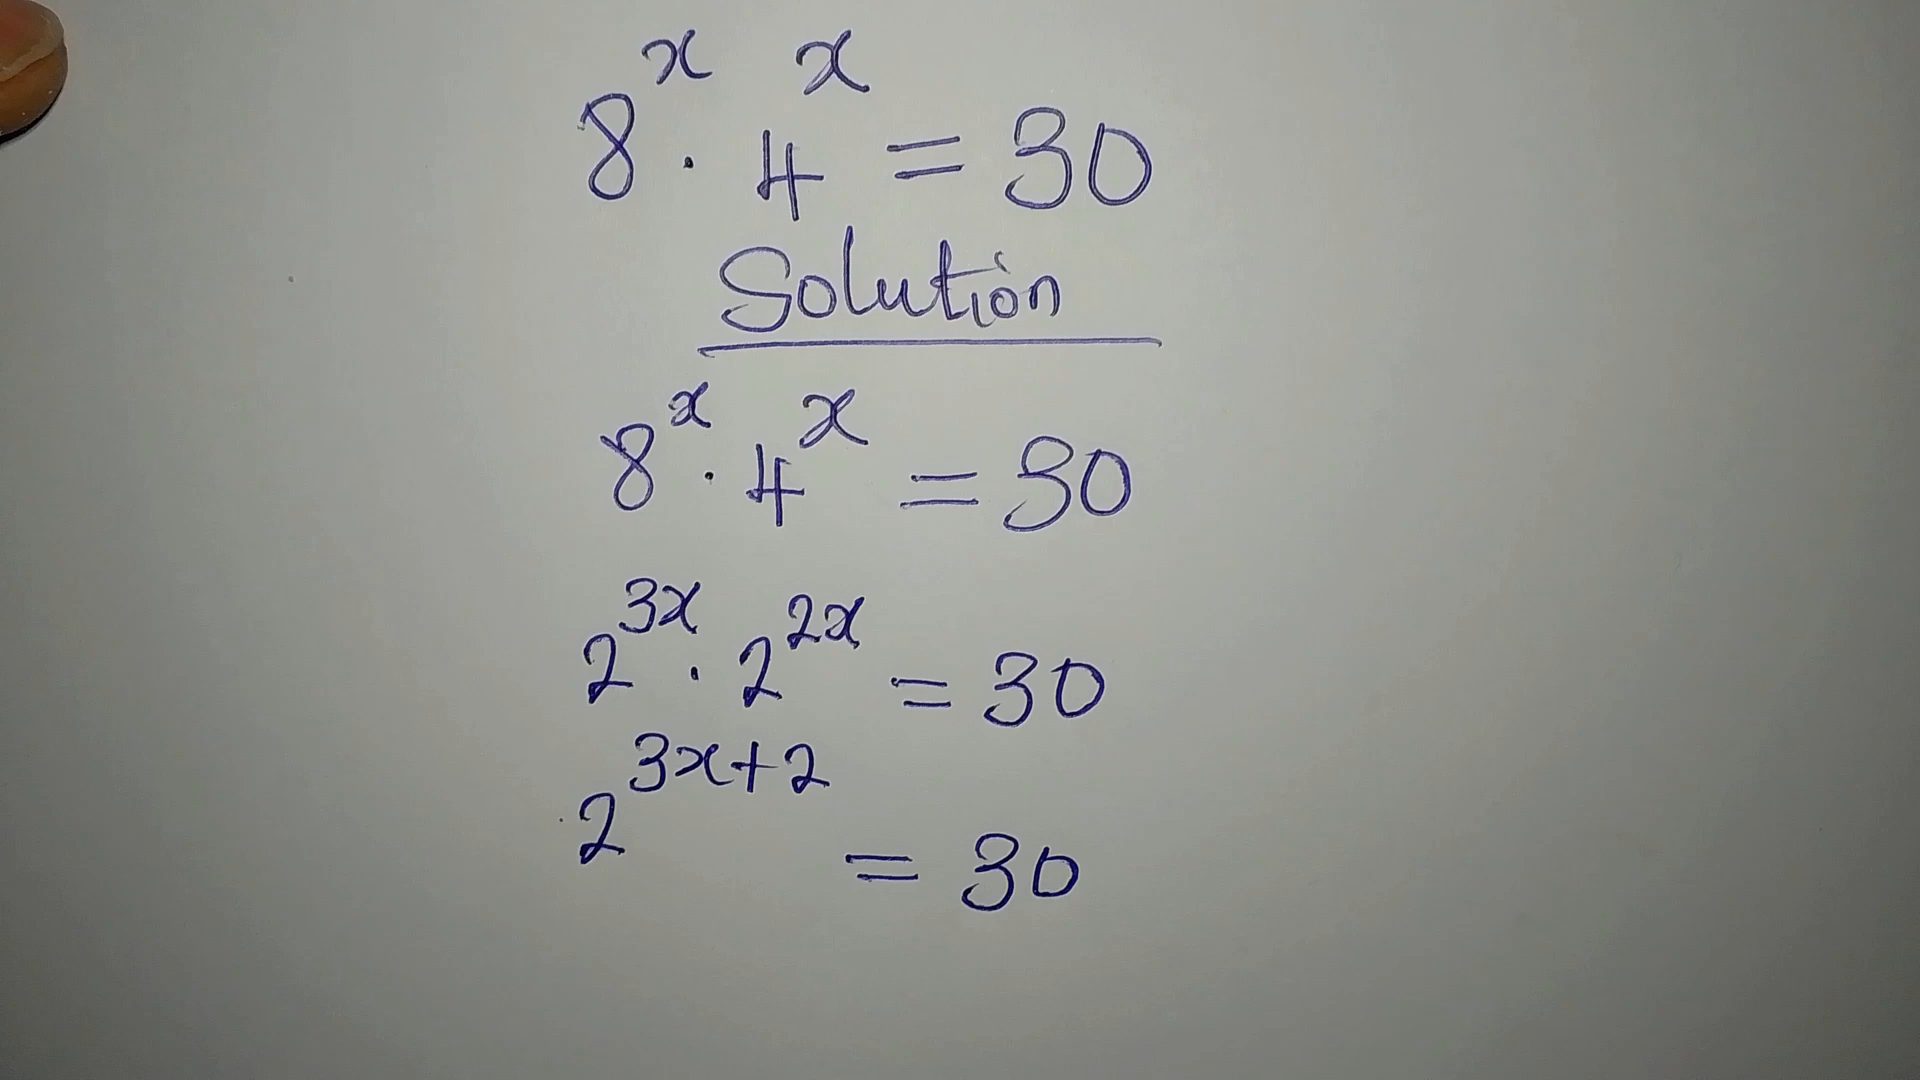 8^x · 4^x = 30
Solution
8^x · 4^x = 30
2^3x · 2^2x = 30
2^3x+2 = 30